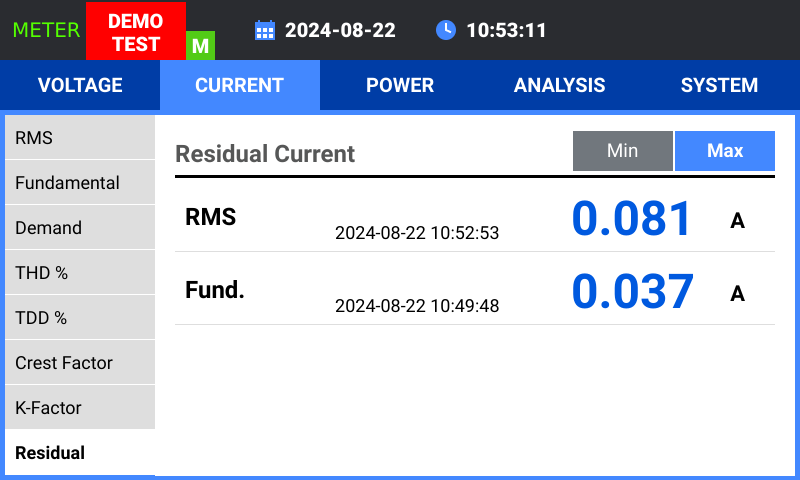 METER DEMO TEST M 2024-08-22 10:53:11
VOLTAGE CURRENT POWER ANALYSIS SYSTEM
RMS
Fundamental
Demand
THD %
TDD %
Crest Factor
K-Factor
Residual
Residual Current Min Max
RMS 2024-08-22 10:52:53 0.081 A
Fund. 2024-08-22 10:49:48 0.037 A